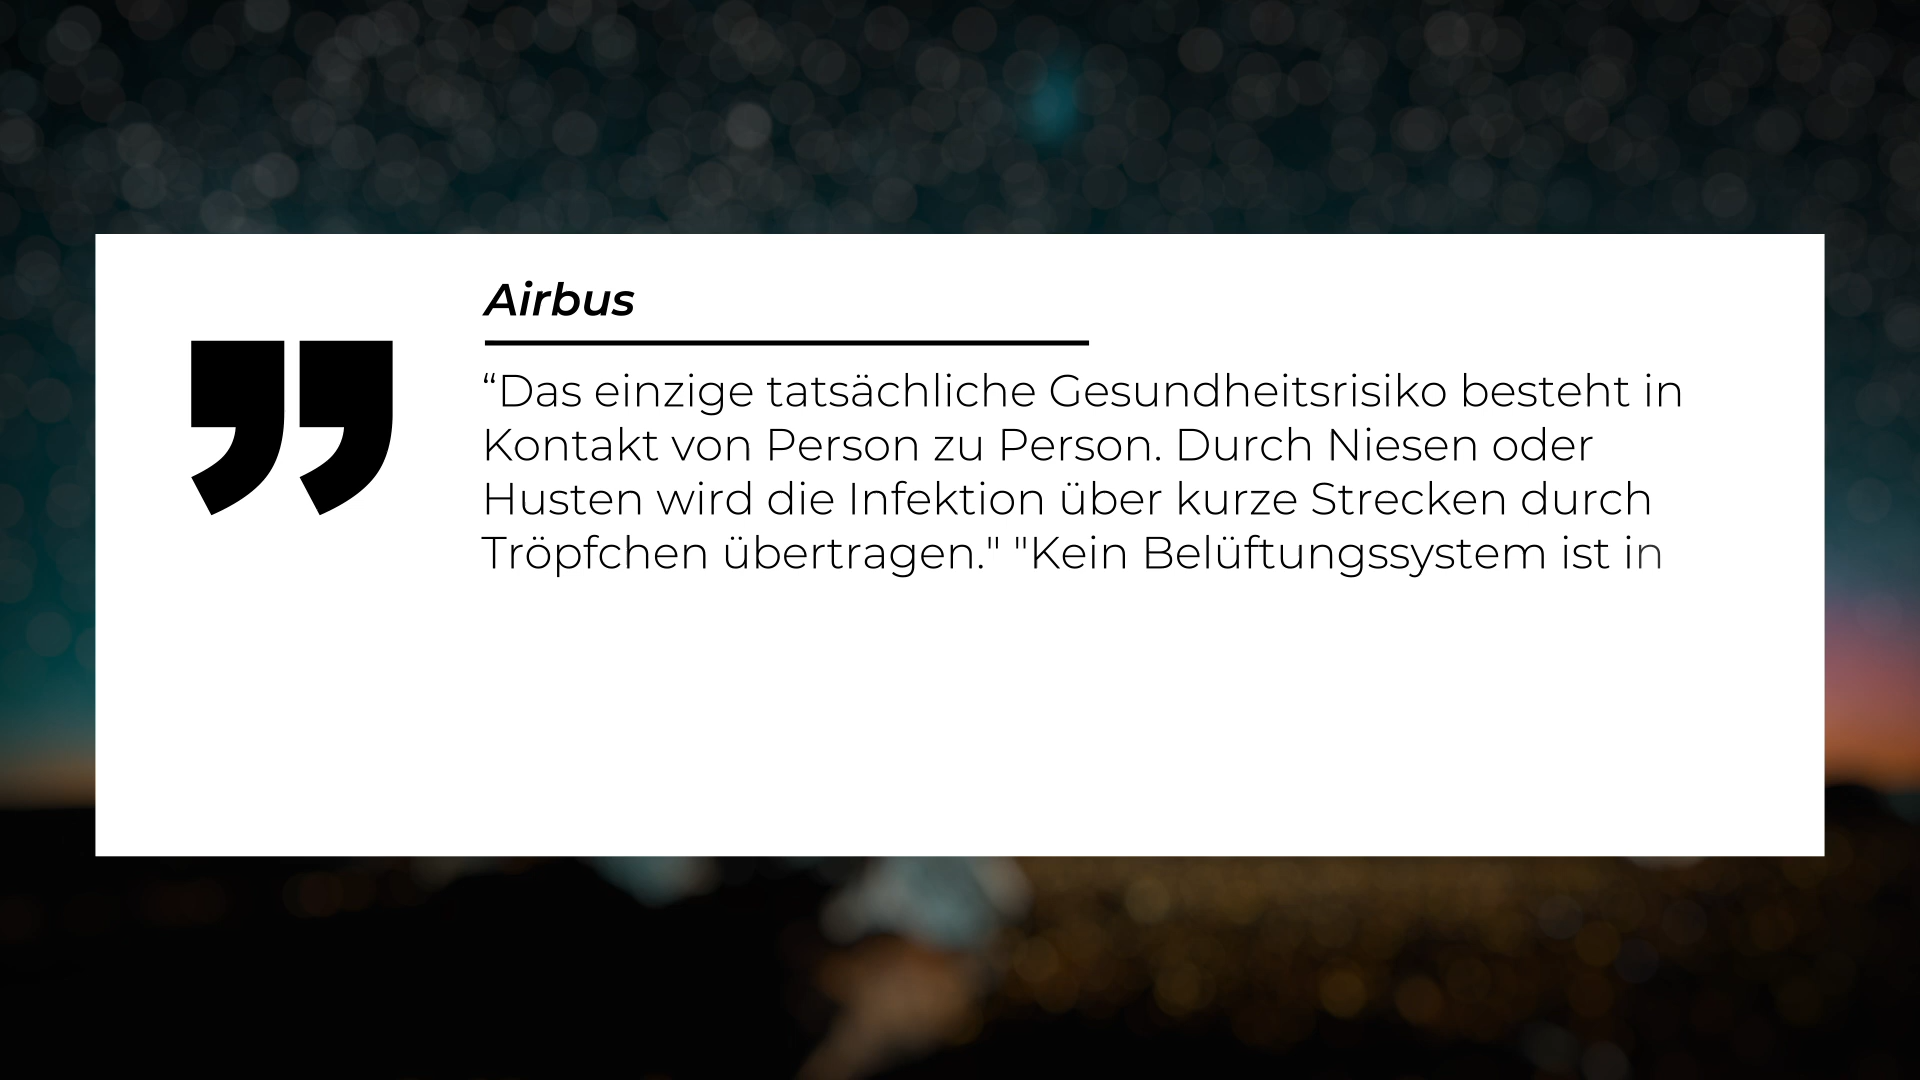 Airbus
“Das einzige tatsächliche Gesundheitsrisiko besteht in
Kontakt von Person zu Person. Durch Niesen oder
Husten wird die Infektion über kurze Strecken durch
Tröpfchen übertragen." "Kein Belüftungssystem ist in